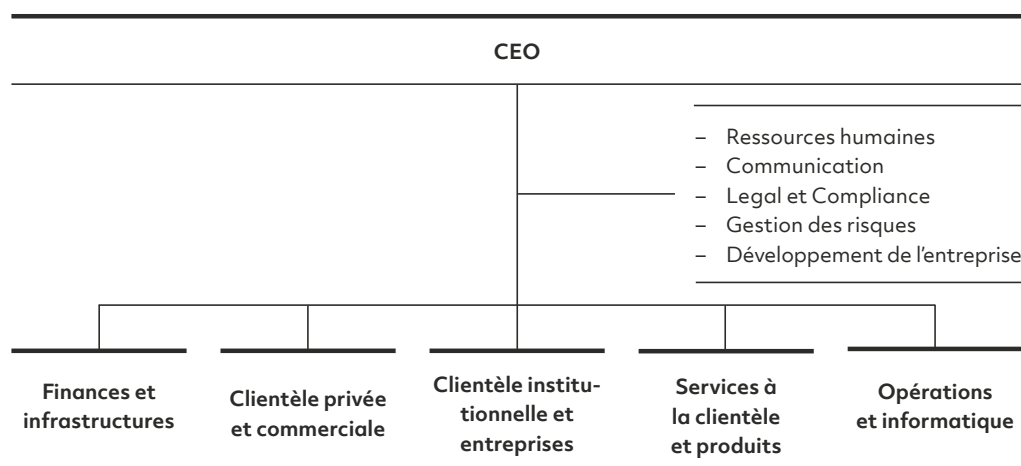 CEO
– Ressources humaines
– Communication
– Legal et Compliance
– Gestion des risques
– Développement de l’entreprise
Finances et
infrastructures
Clientèle privée
et commerciale
Clientèle institu-
tionnelle et
entreprises
Services à
la clientèle
et produits
Opérations
et informatique